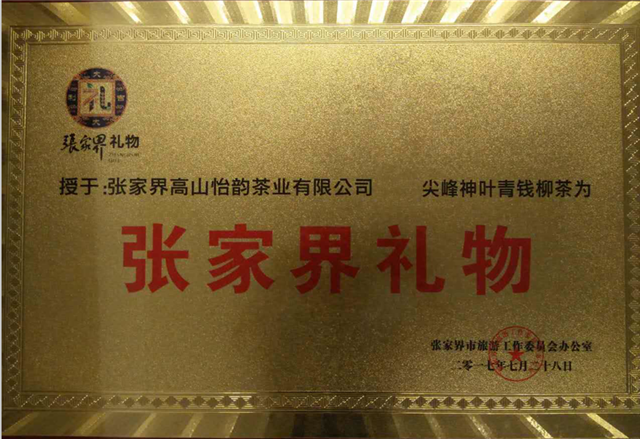 礼
張家界礼物
授于:张家界高山怡韵茶业有限公司 尖峰神叶青钱柳茶为
张家界礼物
张家界市旅游工作委员会办公室
二零一七年七月二十八日